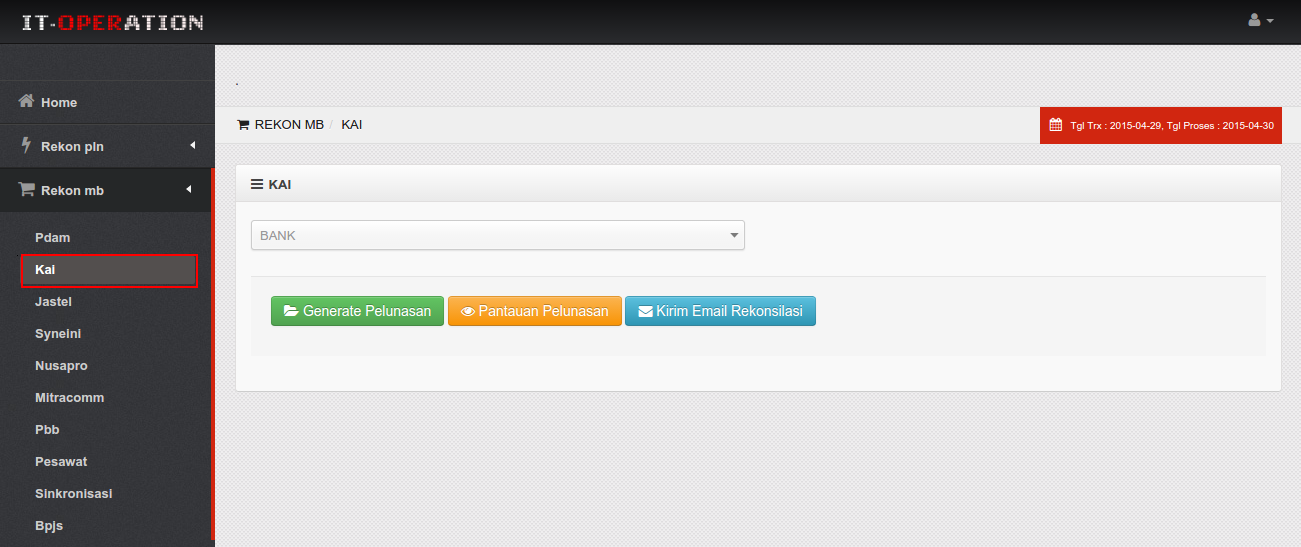 IT-OPERATION
Home
Rekon pln
Rekon mb
Pdam
Kai
Jastel
Syneini
Nusapro
Mitracomm
Pbb
Pesawat
Sinkronisasi
Bpjs
.
REKON MB / KAI
Tgl Trx : 2015-04-29, Tgl Proses : 2015-04-30
KAI
BANK
Generate Pelunasan
Pantauan Pelunasan
Kirim Email Rekonsilasi